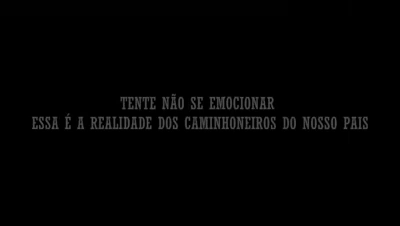 TENTE NÃO SE EMOCIONAR
ESSA É A REALIDADE DOS CAMINHONEIROS DO NOSSO PAIS